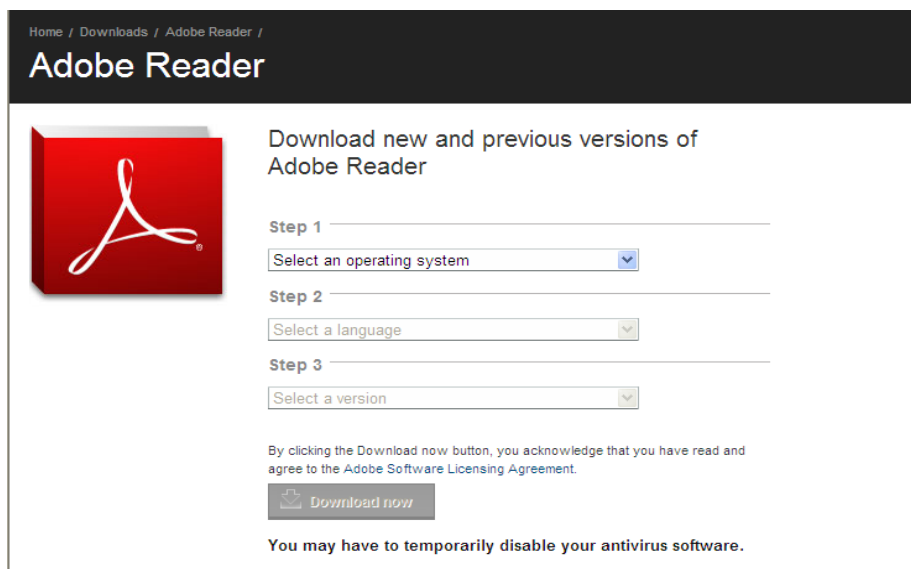 Home / Downloads / Adobe Reader /
Adobe Reader
Download new and previous versions of
Adobe Reader
Step 1
Select an operating system
Step 2
Select a language
Step 3
Select a version
By clicking the Download now button, you acknowledge that you have read and
agree to the Adobe Software Licensing Agreement.
Download now
You may have to temporarily disable your antivirus software.